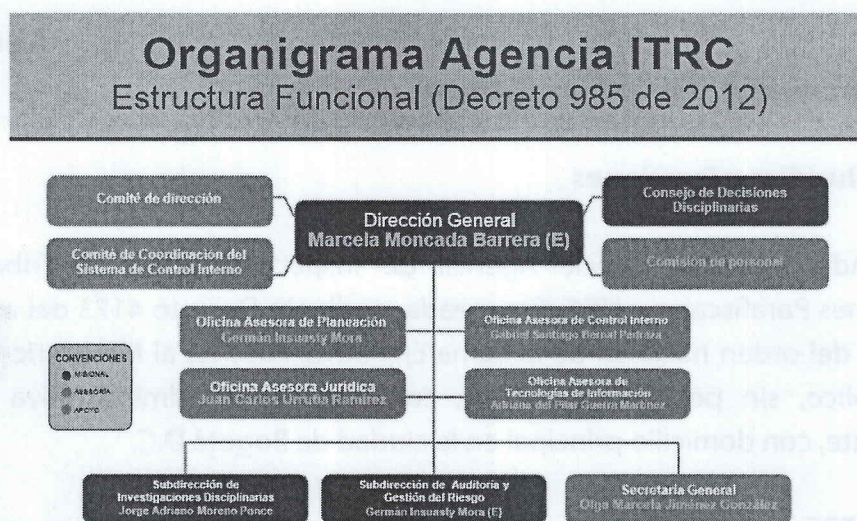 Organigrama Agencia ITRC
Estructura Funcional (Decreto 985 de 2012)
Comité de dirección
Dirección General
Marcela Moncada Barrera (E)
Consejo de Decisiones
Disciplinarias
Comité de Coordinación del
Sistema de Control Interno
Comisión de personal
Oficina Asesora de Planeación
Germán Insuasty Mora
Oficina Asesora de Control Interno
Gabriel Santiago Bernal Pedraza
CONVENCIONES
MISIONAL
ASESORÍA
APOYO
Oficina Asesora Jurídica
Juan Carlos Urrutia Ramírez
Oficina Asesora de
Tecnologías de Información
Adriana del Pilar Guerra Martínez
Subdirección de
Investigaciones Disciplinarias
Jorge Adriano Moreno Ponce
Subdirección de Auditoría y
Gestión del Riesgo
Germán Insuasty Mora (E)
Secretaría General
Olga Marcela Jiménez González